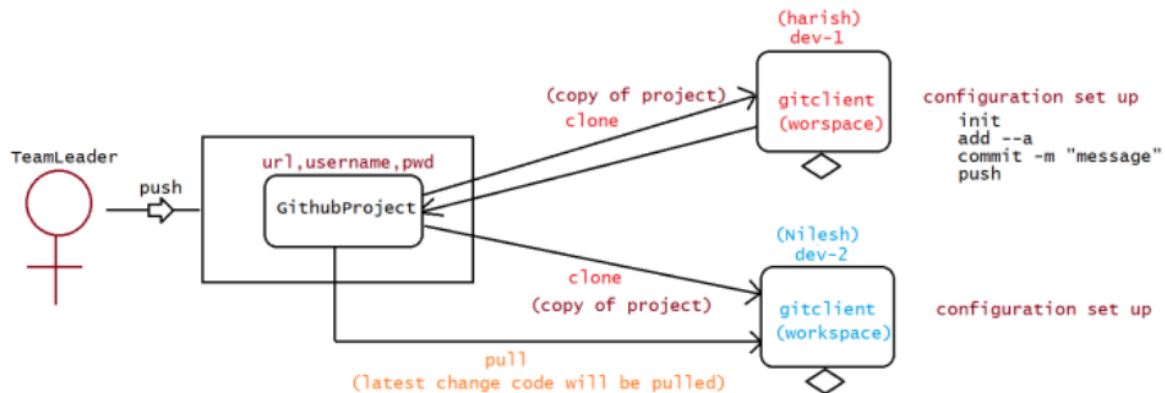 TeamLeader
push
url,username,pwd
GithubProject
(copy of project)
clone
(harish)
dev-1
gitclient
(worspace)
configuration set up
init
add --a
commit -m "message"
push
clone
(copy of project)
(Nilesh)
dev-2
gitclient
(workspace)
configuration set up
pull
(latest change code will be pulled)